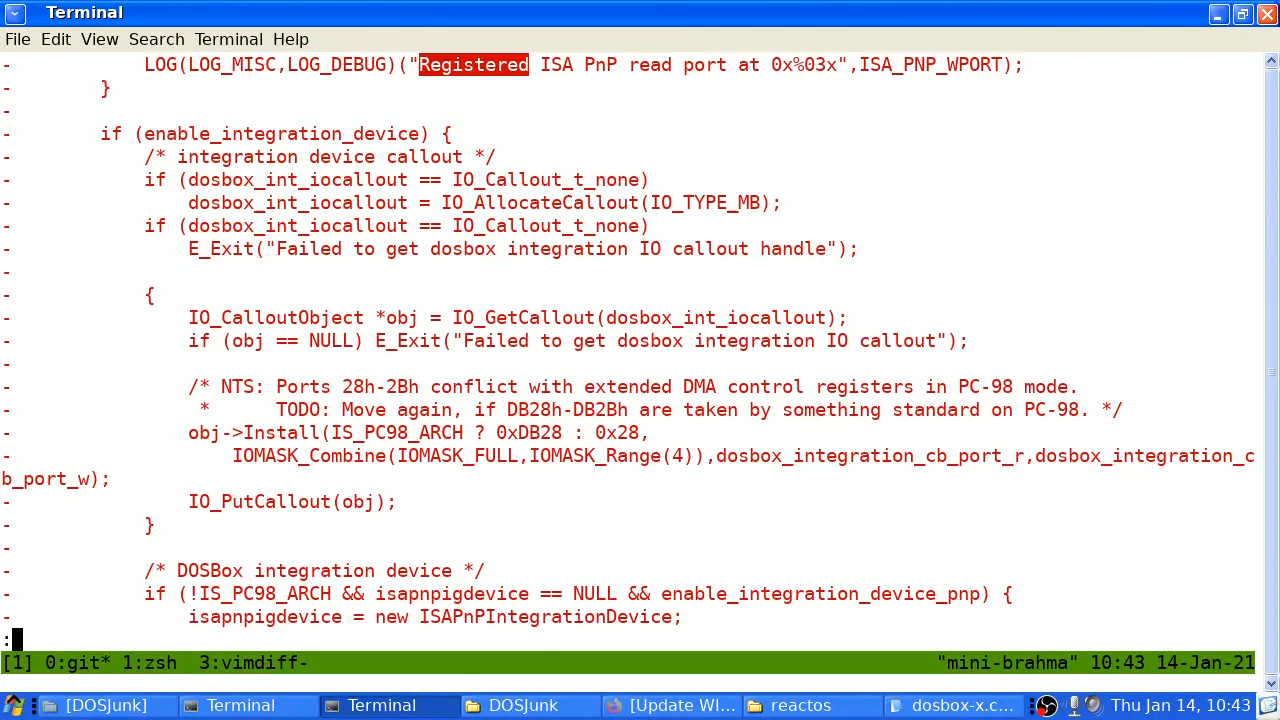 Terminal
File Edit View Search Terminal Help
-            LOG(LOG_MISC,LOG_DEBUG)("Registered ISA PnP read port at 0x%03x",ISA_PNP_WPORT);
-        }
-
-        if (enable_integration_device) {
-            /* integration device callout */
-            if (dosbox_int_iocallout == IO_Callout_t_none)
-                dosbox_int_iocallout = IO_AllocateCallout(IO_TYPE_MB);
-            if (dosbox_int_iocallout == IO_Callout_t_none)
-                E_Exit("Failed to get dosbox integration IO callout handle");
-
-            {
-                IO_CalloutObject *obj = IO_GetCallout(dosbox_int_iocallout);
-                if (obj == NULL) E_Exit("Failed to get dosbox integration IO callout");
-
-                /* NTS: Ports 28h-2Bh conflict with extended DMA control registers in PC-98 mode.
-                 *      TODO: Move again, if DB28h-DB2Bh are taken by something standard on PC-98. */
-                obj->Install(IS_PC98_ARCH ? 0xDB28 : 0x28,
-                    IOMASK_Combine(IOMASK_FULL,IOMASK_Range(4)),dosbox_integration_cb_port_r,dosbox_integration_c
b_port_w);
-                IO_PutCallout(obj);
-            }
-
-            /* DOSBox integration device */
-            if (!IS_PC98_ARCH && isapnpigdevice == NULL && enable_integration_device_pnp) {
-                isapnpigdevice = new ISAPnPIntegrationDevice;
:
[1] 0:git* 1:zsh  3:vimdiff- "mini-brahma" 10:43 14-Jan-21
[DOSJunk] Terminal Terminal DOSJunk [Update WI... reactos dosbox-x.c... Thu Jan 14, 10:43